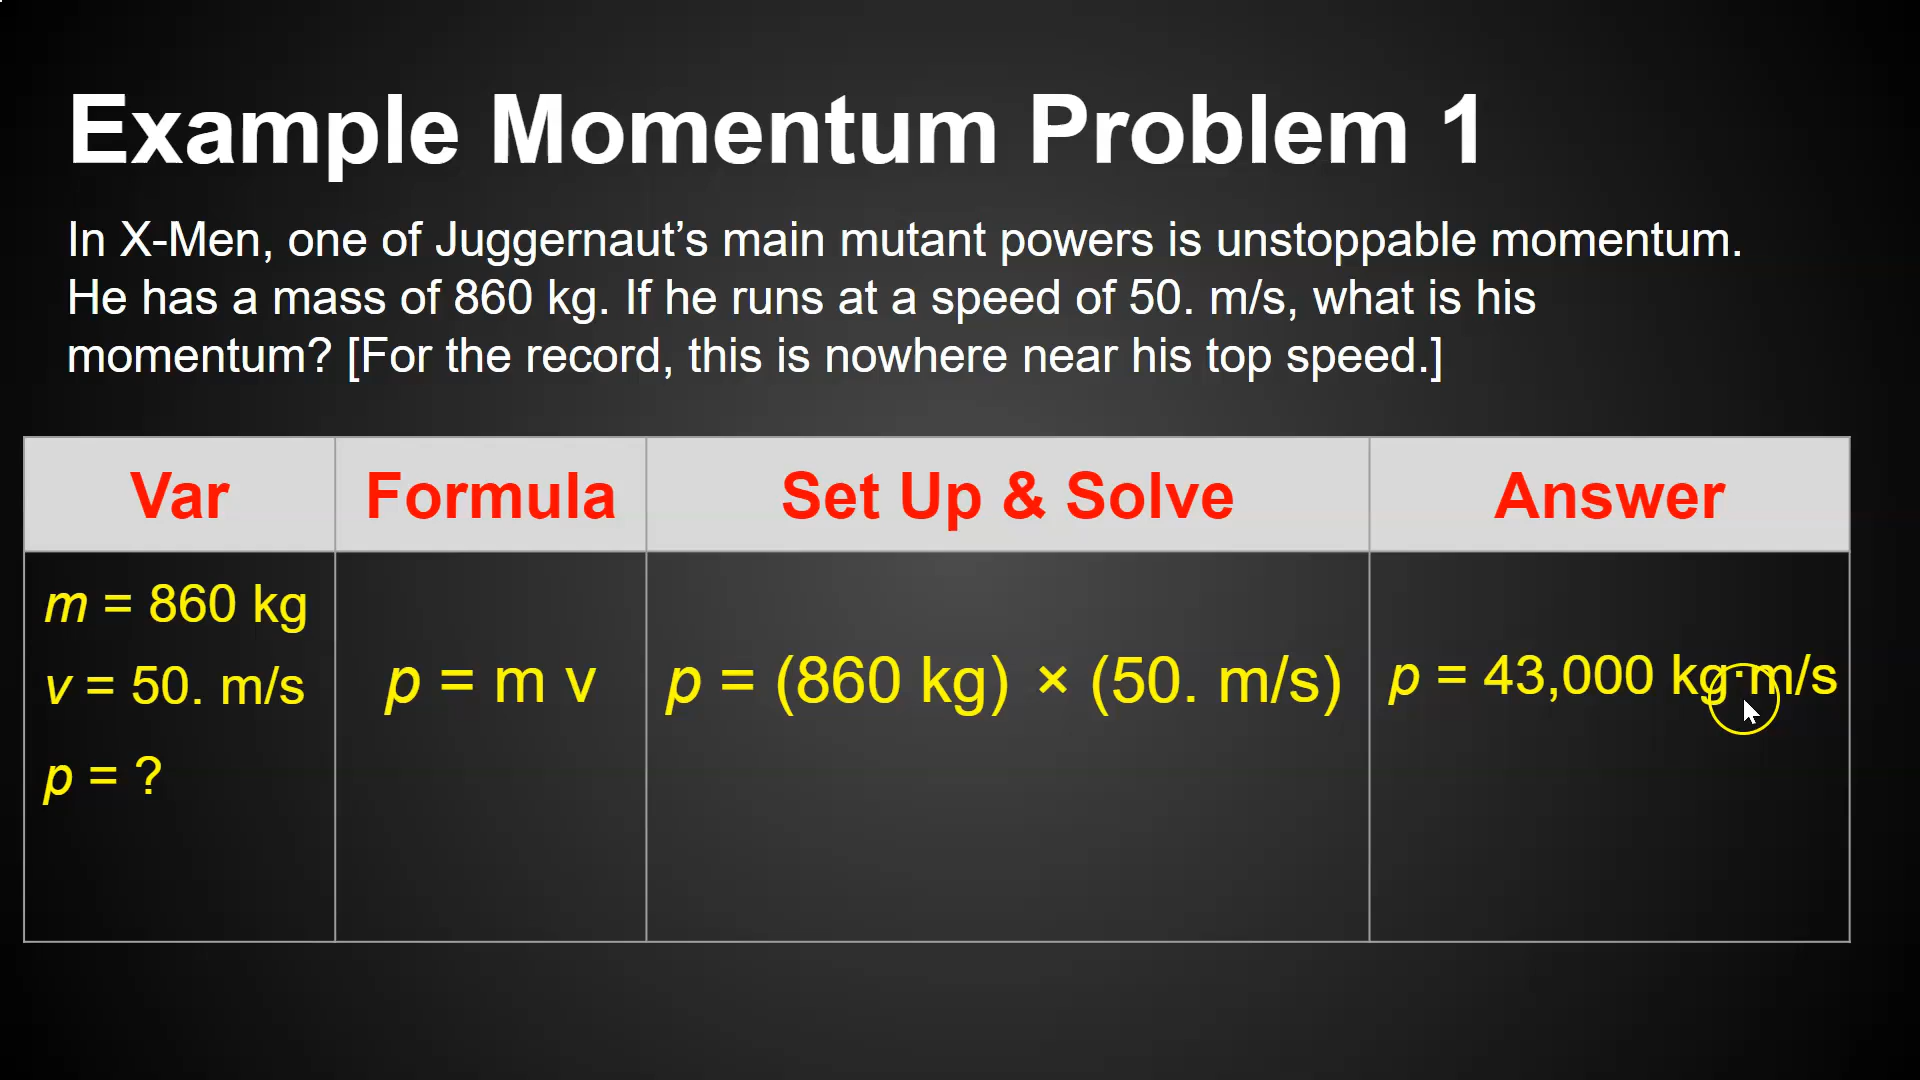 Example Momentum Problem 1
In X-Men, one of Juggernaut’s main mutant powers is unstoppable momentum.
He has a mass of 860 kg. If he runs at a speed of 50. m/s, what is his
momentum? [For the record, this is nowhere near his top speed.]
Var
Formula
Set Up & Solve
Answer
m = 860 kg
v = 50. m/s
p = ?
p = m v
p = (860 kg) × (50. m/s)
p = 43,000 kg·m/s